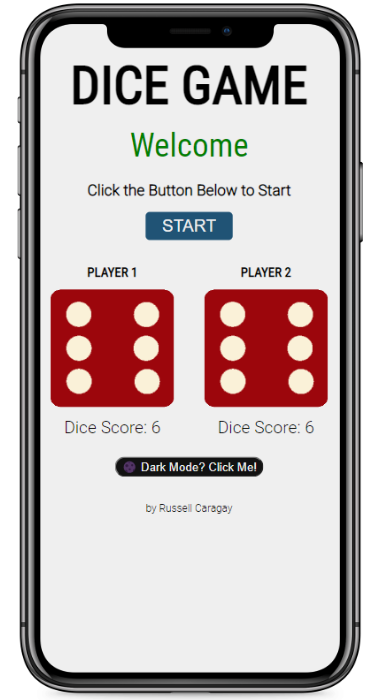 DICE GAME
Welcome
Click the Button Below to Start
START
PLAYER 1
PLAYER 2
Dice Score: 6
Dice Score: 6
Dark Mode? Click Me!
by Russell Caragay